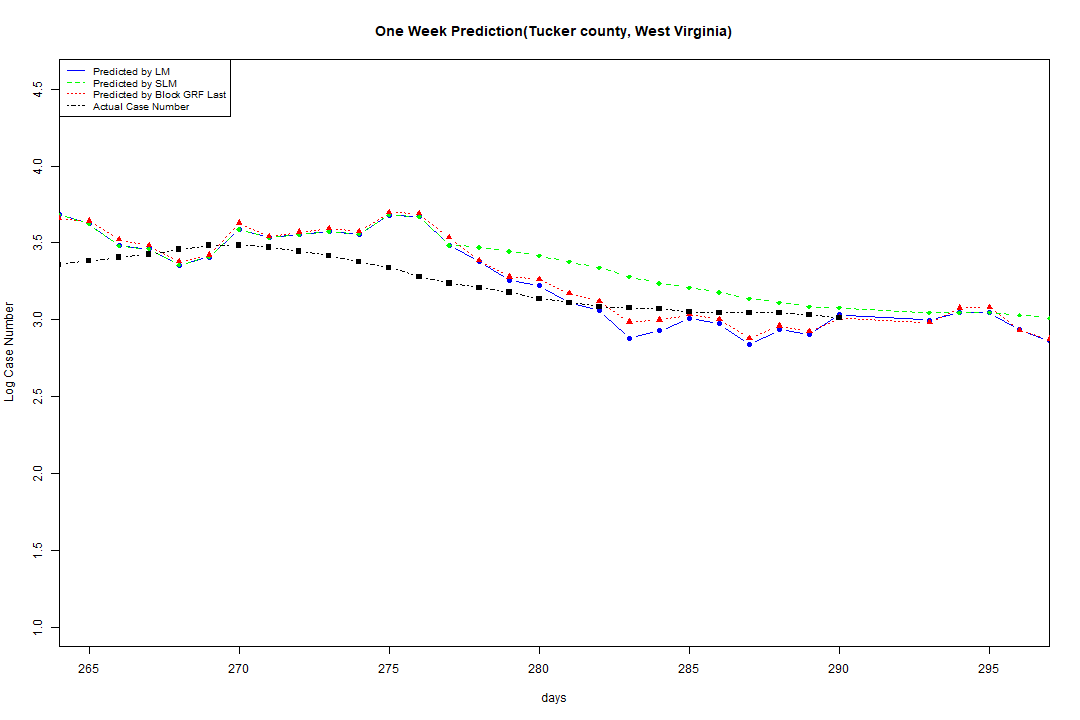 One Week Prediction(Tucker county, West Virginia)
Predicted by LM
Predicted by SLM
Predicted by Block GRF Last
Actual Case Number
4.5
4.0
3.5
3.0
2.5
2.0
1.5
1.0
Log Case Number
265 270 275 280 285 290 295
days